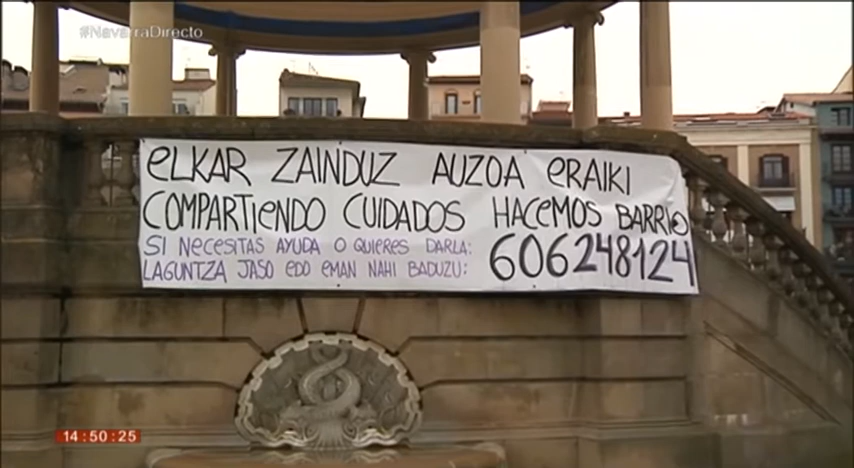 #NavarraDirecto
ELKAR ZAINDUZ AUZOA ERAIKI
COMPARTIENDO CUIDADOS HACEMOS BARRIO
SI NECESITAS AYUDA O QUIERES DARLA:
LAGUNTZA JASO EDO EMAN NAHI BADUZU:
606248124
14:50:25